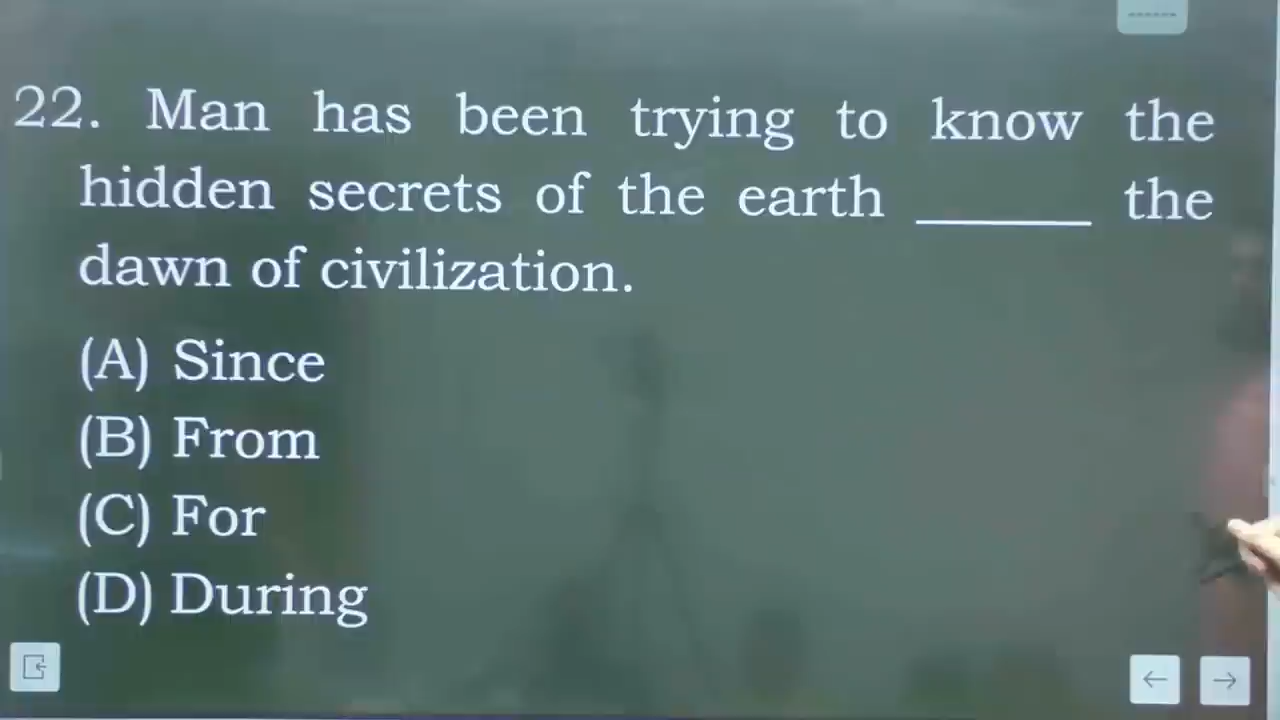 22. Man has been trying to know the
hidden secrets of the earth ______ the
dawn of civilization.
(A) Since
(B) From
(C) For
(D) During